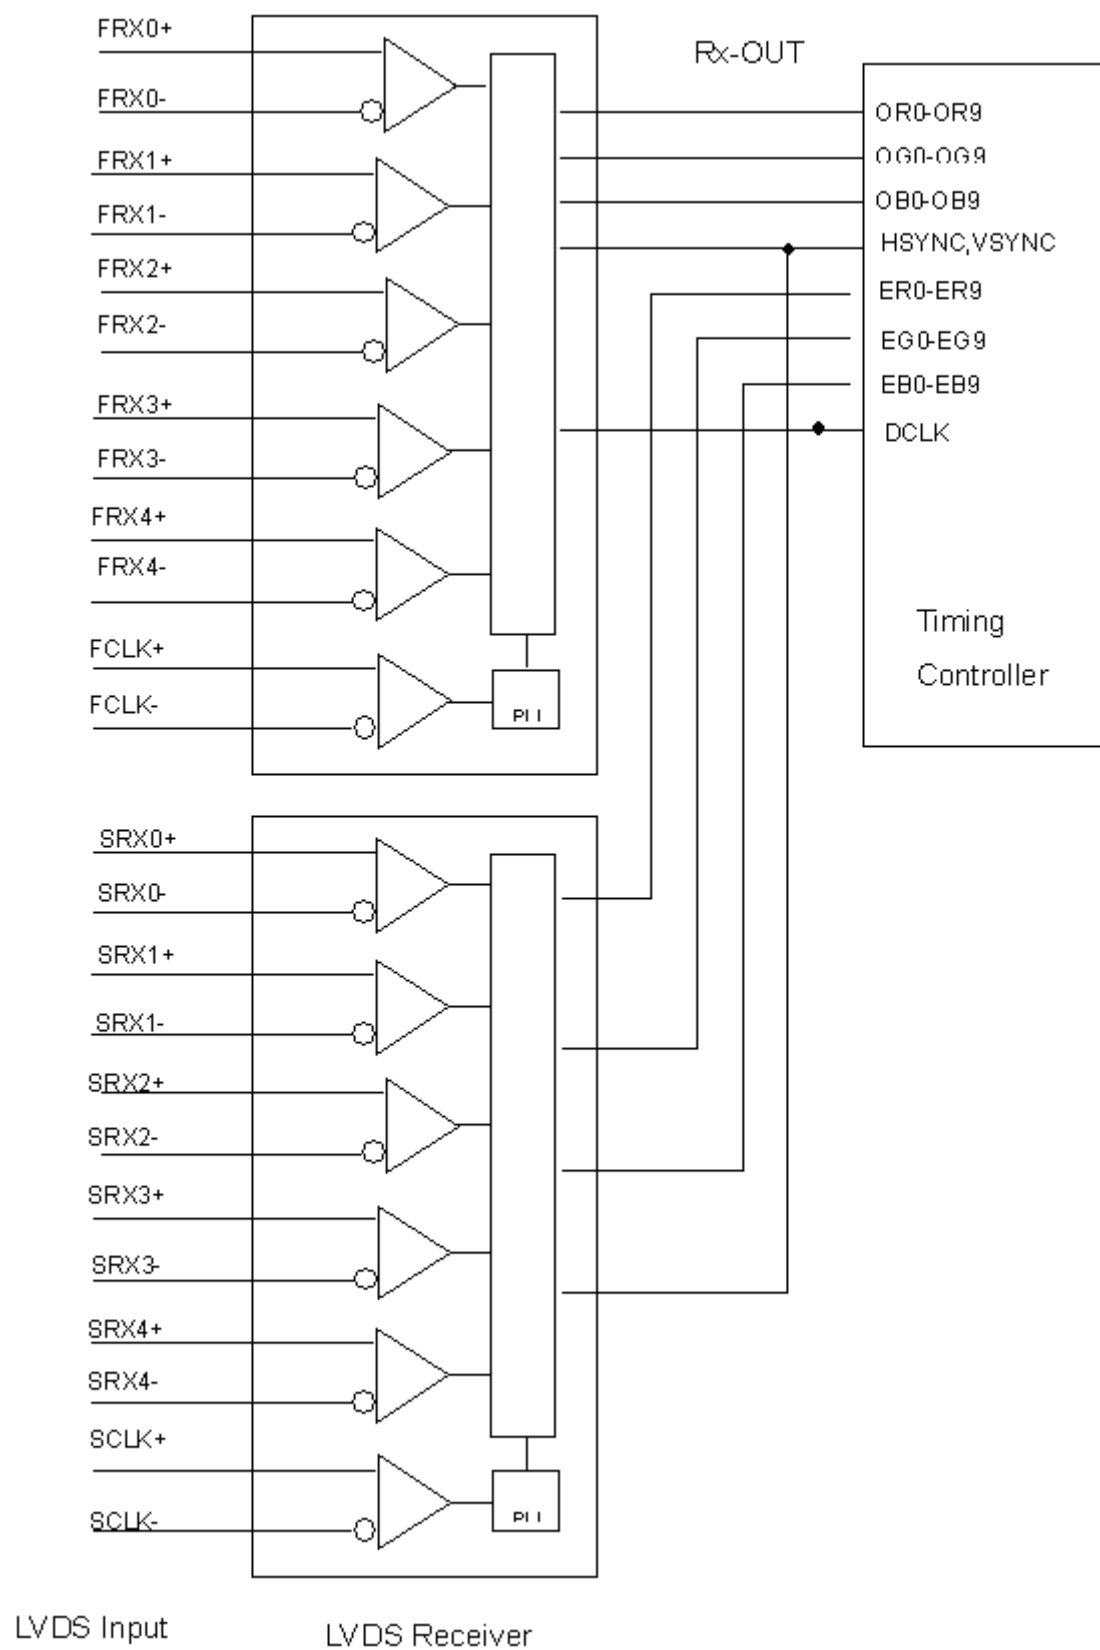 FRX0+
FRX0-
FRX1+
FRX1-
FRX2+
FRX2-
FRX3+
FRX3-
FRX4+
FRX4-
FCLK+
FCLK-
PLL
Rx-OUT
OR0-OR9
OG0-OG9
OB0-OB9
HSYNC,VSYNC
ER0-ER9
EG0-EG9
EB0-EB9
DCLK
Timing
Controller
SRX0+
SRX0-
SRX1+
SRX1-
SRX2+
SRX2-
SRX3+
SRX3-
SRX4+
SRX4-
SCLK+
SCLK-
PLL
LVDS Input
LVDS Receiver